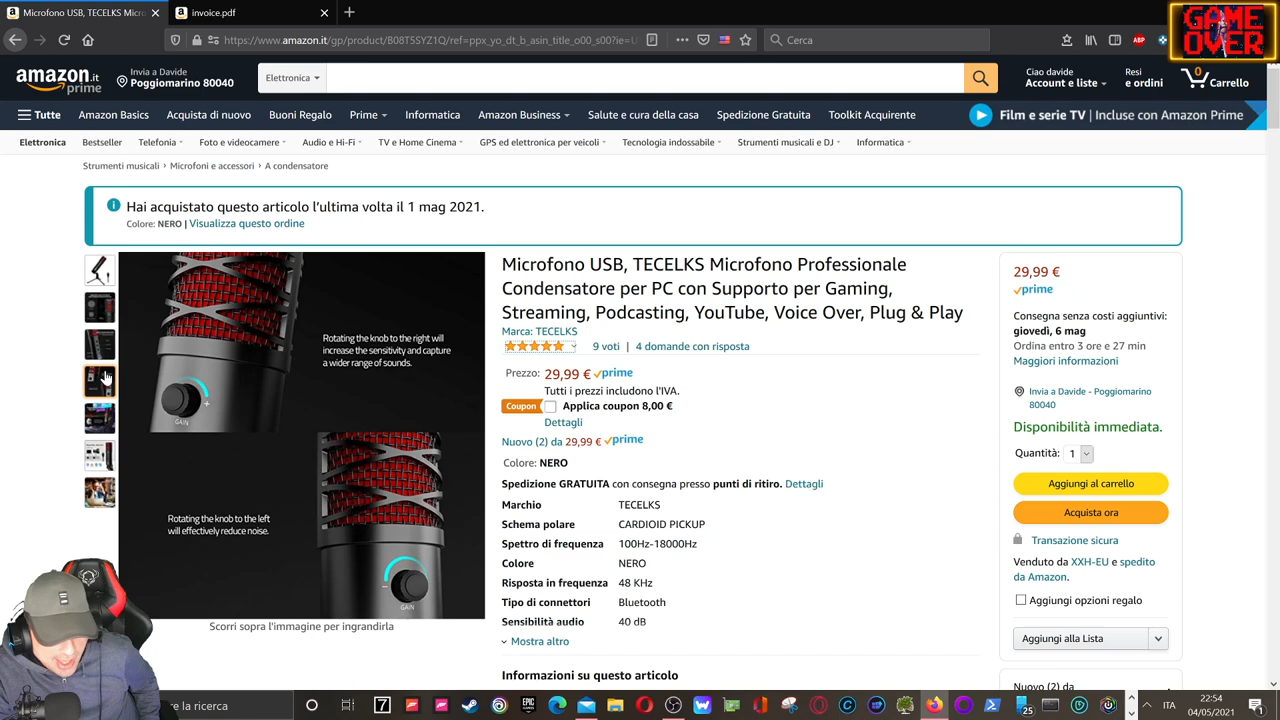 Microfono USB, TECELKS Micro
invoice.pdf
https://www.amazon.it/gp/product/B08T5SYZ1Q/ref=ppx_yo_dt_b_asin_title_o00_s00?ie=U
Cerca
ABP
GAME OVER
amazon.it
prime
Invia a Davide
Poggiomarino 80040
Elettronica
Ciao davide
Account e liste
Resi
e ordini
0
Carrello
Tutte Amazon Basics Acquista di nuovo Buoni Regalo Prime Informatica Amazon Business Salute e cura della casa Spedizione Gratuita Toolkit Acquirente
Film e serie TV | Incluse con Amazon Prime
Elettronica Bestseller Telefonia Foto e videocamere Audio e Hi-Fi TV e Home Cinema GPS ed elettronica per veicoli Tecnologia indossabile Strumenti musicali e DJ Informatica
Strumenti musicali › Microfoni e accessori › A condensatore
Hai acquistato questo articolo l'ultima volta il 1 mag 2021.
Colore: NERO | Visualizza questo ordine
Rotating the knob to the right will
increase the sensitivity and capture
a wider range of sounds.
GAIN
Rotating the knob to the left
will effectively reduce noise.
GAIN
Scorri sopra l'immagine per ingrandirla
Microfono USB, TECELKS Microfono Professionale
Condensatore per PC con Supporto per Gaming,
Streaming, Podcasting, YouTube, Voice Over, Plug & Play
Marca: TECELKS
9 voti | 4 domande con risposta
Prezzo: 29,99 € prime
Tutti i prezzi includono l'IVA.
Coupon Applica coupon 8,00 €
Dettagli
Nuovo (2) da 29,99 € prime
Colore: NERO
Spedizione GRATUITA con consegna presso punti di ritiro. Dettagli
Marchio TECELKS
Schema polare CARDIOID PICKUP
Spettro di frequenza 100Hz-18000Hz
Colore NERO
Risposta in frequenza 48 KHz
Tipo di connettori Bluetooth
Sensibilità audio 40 dB
Mostra altro
Informazioni su questo articolo
29,99 €
prime
Consegna senza costi aggiuntivi:
giovedì, 6 mag
Ordina entro 3 ore e 27 min
Maggiori informazioni
Invia a Davide - Poggiomarino
80040
Disponibilità immediata.
Quantità: 1
Aggiungi al carrello
Acquista ora
Transazione sicura
Venduto da XXH-EU e spedito
da Amazon.
Aggiungi opzioni regalo
Aggiungi alla Lista
Nuovo (2) da
re la ricerca
7
EPIC
GAMES
25
ITA
22:54
04/05/2021
1